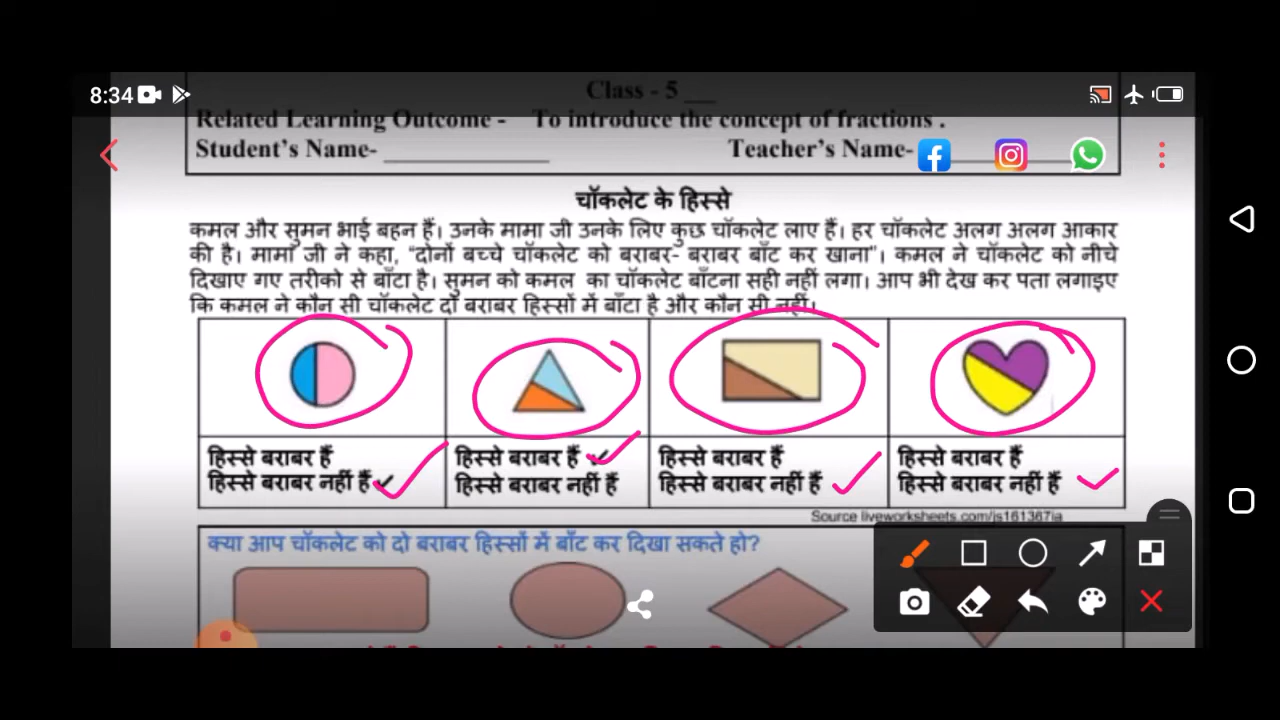 8:34
Class - 5 __
Related Learning Outcome - To introduce the concept of fractions .
Student's Name- ____________ Teacher's Name-
चॉकलेट के हिस्से
कमल और सुमन भाई बहन हैं। उनके मामा जी उनके लिए कुछ चॉकलेट लाए हैं। हर चॉकलेट अलग अलग आकार
की है। मामा जी ने कहा, "दोनों बच्चे चॉकलेट को बराबर- बराबर बाँट कर खाना"। कमल ने चॉकलेट को नीचे
दिखाए गए तरीको से बाँटा है। सुमन को कमल का चॉकलेट बाँटना सही नहीं लगा। आप भी देख कर पता लगाइए
कि कमल ने कौन सी चॉकलेट दो बराबर हिस्सों में बाँटा है और कौन सी नहीं।
हिस्से बराबर हैं हिस्से बराबर हैं ✓ हिस्से बराबर हैं हिस्से बराबर हैं
हिस्से बराबर नहीं हैं ✓ हिस्से बराबर नहीं हैं हिस्से बराबर नहीं हैं हिस्से बराबर नहीं हैं
Source liveworksheets.com/js161367ia
क्या आप चॉकलेट को दो बराबर हिस्सों में बाँट कर दिखा सकते हो?